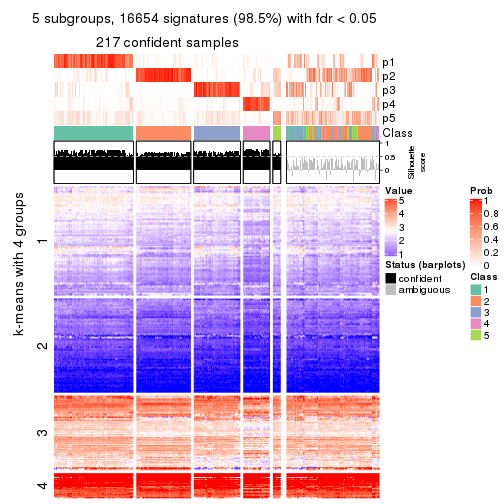 5 subgroups, 16654 signatures (98.5%) with fdr < 0.05
217 confident samples
p1
p2
p3
p4
p5
Class
1
0.5
0
Silhouette
score
k-means with 4 groups
1
2
3
4
Value
5
4
3
2
1
Status (barplots)
confident
ambiguous
Prob
1
0.8
0.6
0.4
0.2
0
Class
1
2
3
4
5